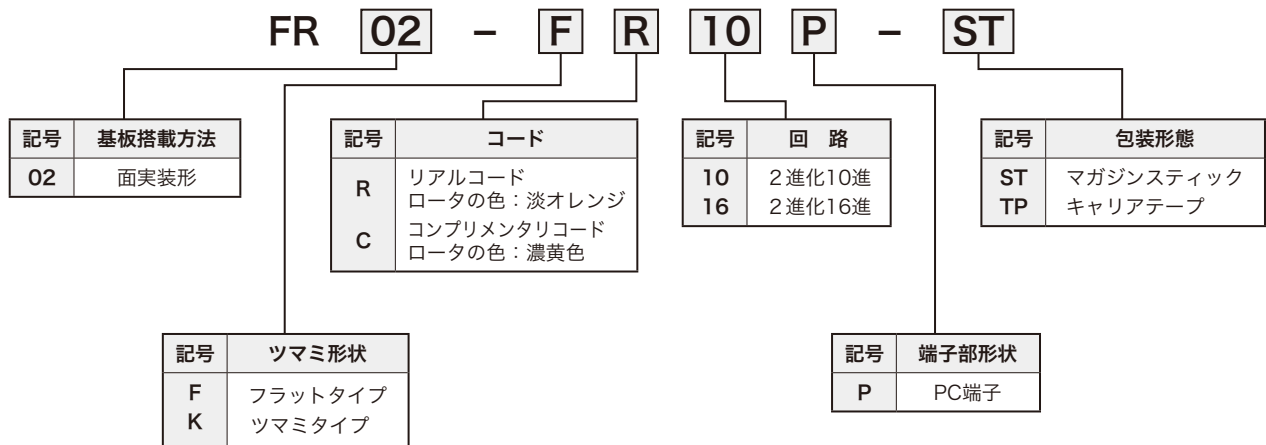 FR 02 – F R 10 P – ST
記号 基板搭載方法
02 面実装形
記号 コード
R リアルコード
ロータの色：淡オレンジ
C コンプリメンタリコード
ロータの色：濃黄色
記号 回 路
10 2進化10進
16 2進化16進
記号 包装形態
ST マガジンスティック
TP キャリアテープ
記号 ツマミ形状
F フラットタイプ
K ツマミタイプ
記号 端子部形状
P PC端子